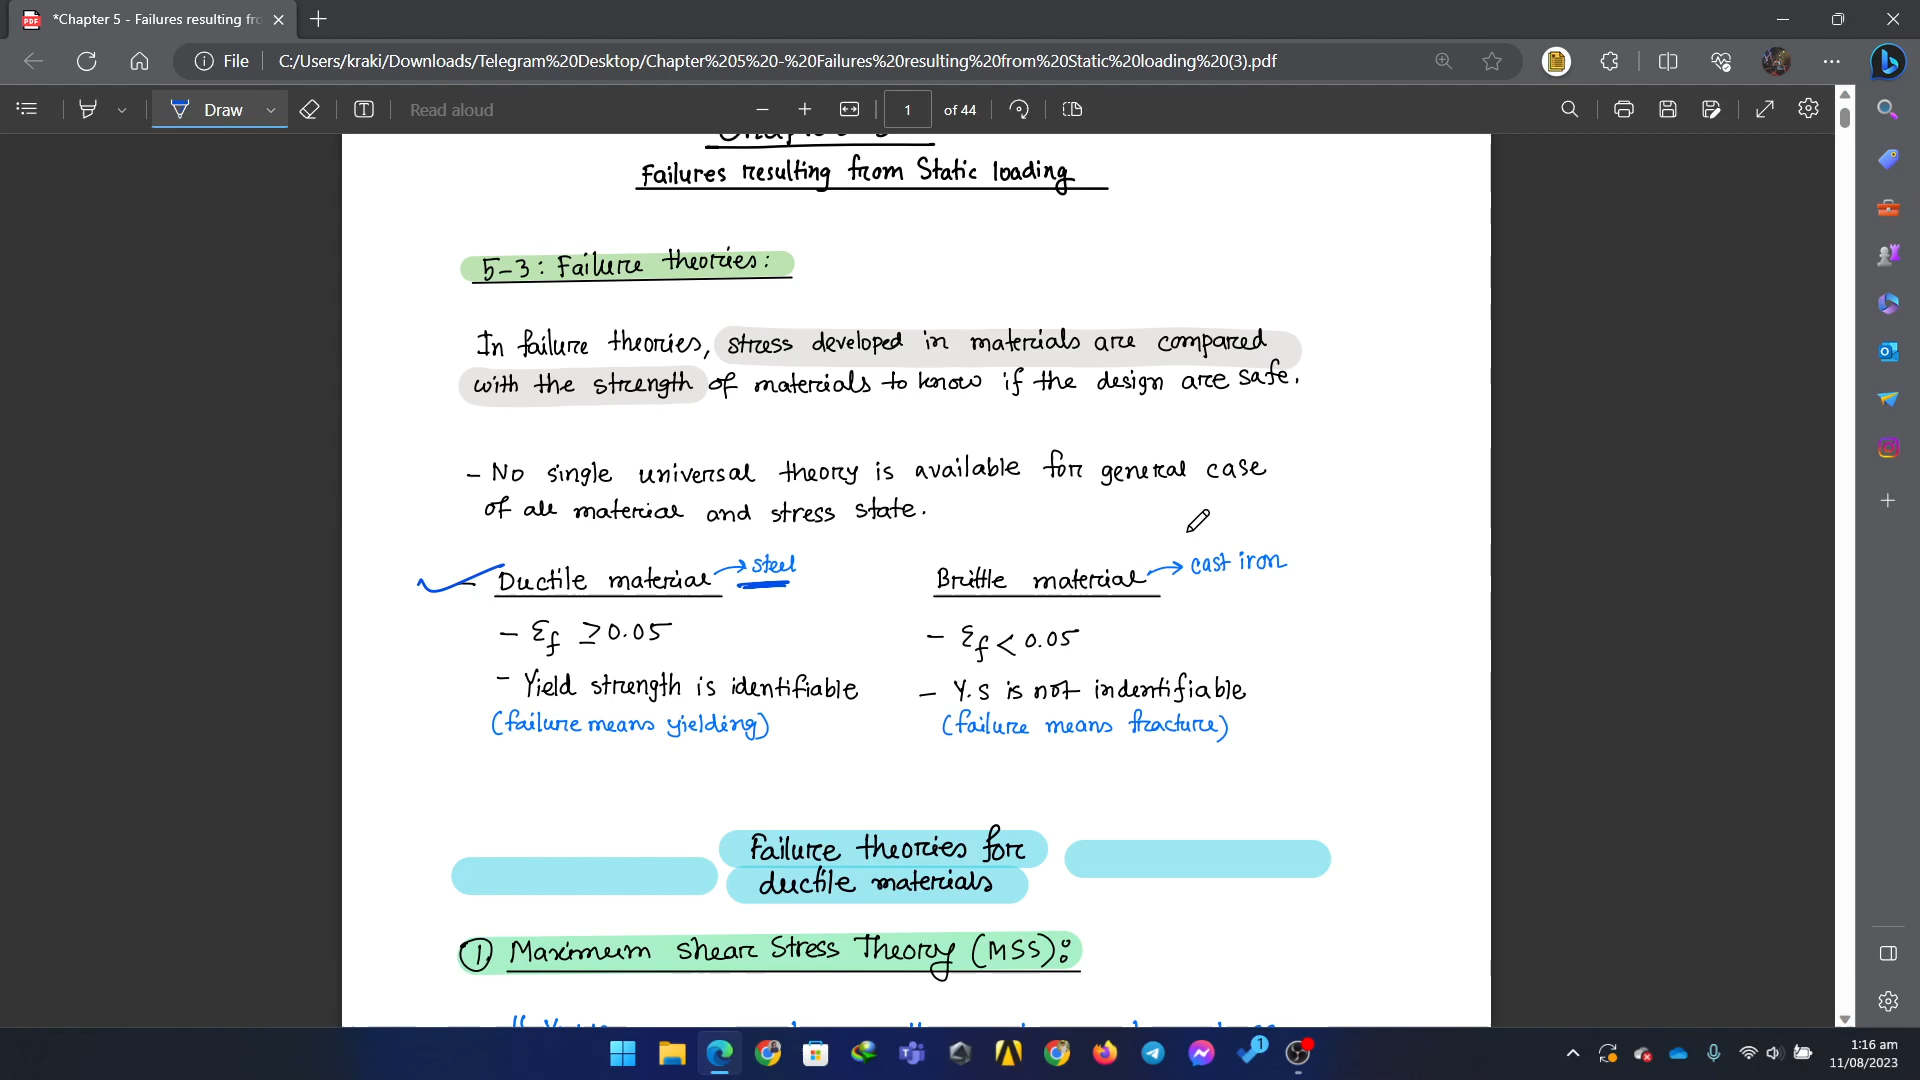 *Chapter 5 - Failures resulting fro
File
C:/Users/kraki/Downloads/Telegram%20Desktop/Chapter%205%20-%20Failures%20resulting%20from%20Static%20loading%20(3).pdf
Draw
Read aloud
1
of 44
Failures resulting from Static loading
5-3: Failure theories:
In failure theories, stress developed in materials are compared
with the strength of materials to know if the design are safe.
- No single universal theory is available for general case
of all material and stress state.
- Ductile material → steel
Brittle material → cast iron
- εf ≥ 0.05
- εf < 0.05
- Yield strength is identifiable
- Y.S is not indentifiable
(failure means yielding)
(failure means fracture)
Failure theories for
ductile materials
① Maximum shear Stress Theory (MSS):
1
1:16 am
11/08/2023